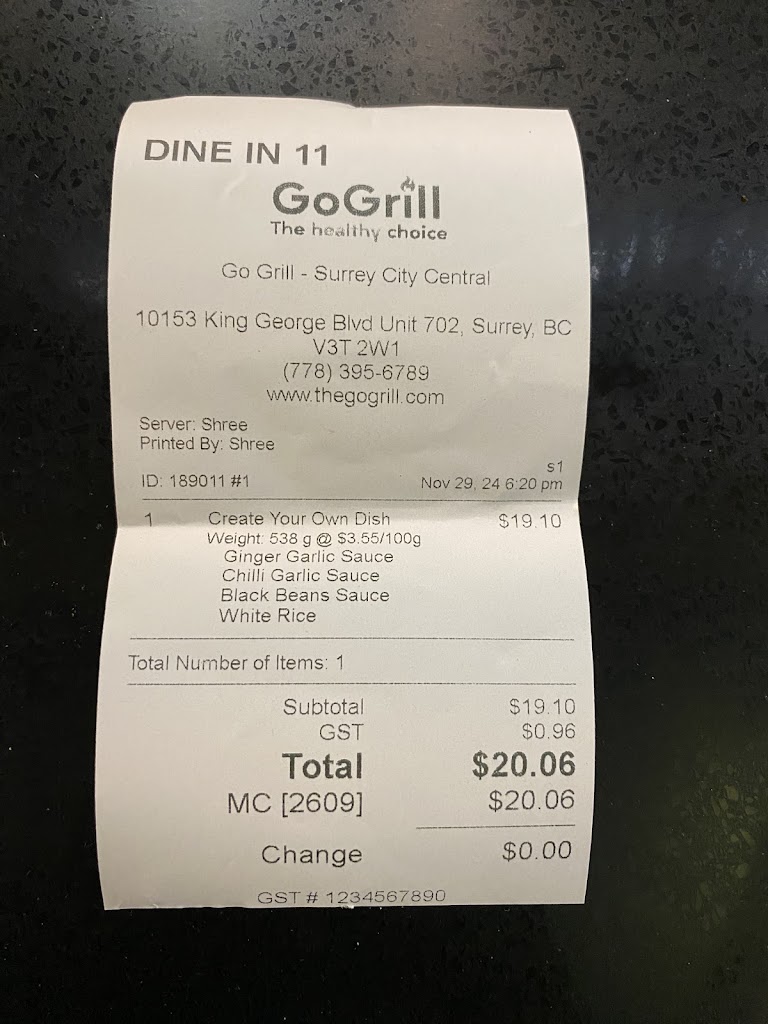 DINE IN 11
GoGrill
The healthy choice
Go Grill - Surrey City Central
10153 King George Blvd Unit 702, Surrey, BC
V3T 2W1
(778) 395-6789
www.thegogrill.com
Server: Shree
Printed By: Shree
s1
ID: 189011 #1 Nov 29, 24 6:20 pm
1 Create Your Own Dish $19.10
Weight: 538 g @ $3.55/100g
Ginger Garlic Sauce
Chilli Garlic Sauce
Black Beans Sauce
White Rice
Total Number of Items: 1
Subtotal $19.10
GST $0.96
Total $20.06
MC [2609] $20.06
Change $0.00
GST # 1234567890